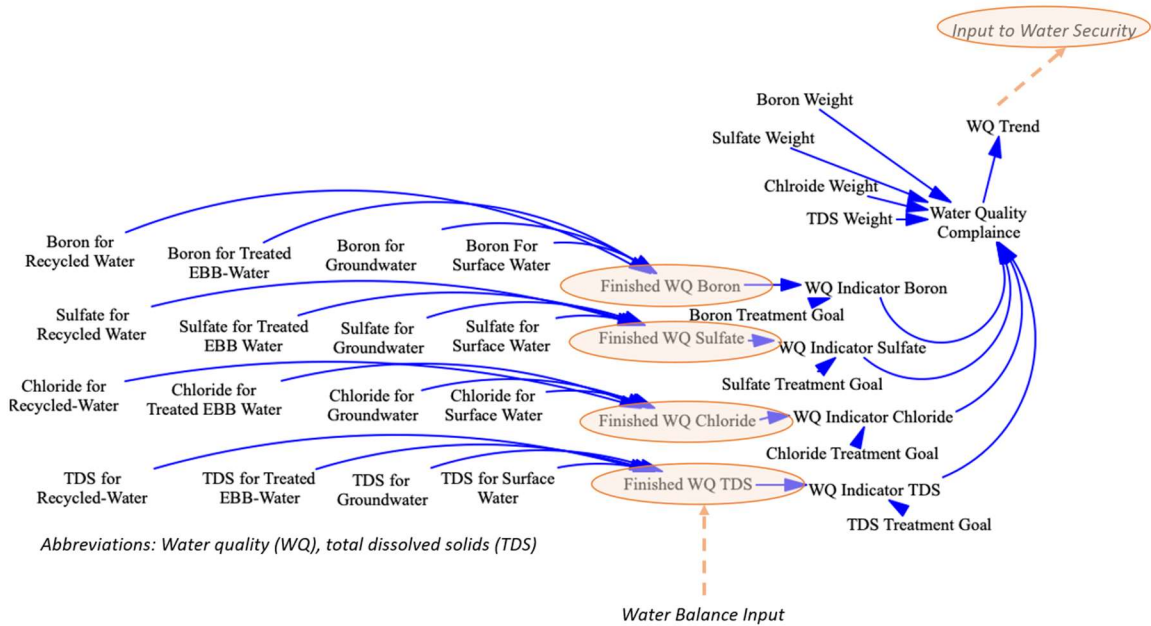 Input to Water Security
Boron Weight
WQ Trend
Sulfate Weight
Chlroide Weight
TDS Weight
Water Quality
Complaince
Boron for
Recycled Water
Boron for Treated
EBB-Water
Boron for
Groundwater
Boron For
Surface Water
Finished WQ Boron
WQ Indicator Boron
Boron Treatment Goal
Sulfate for
Recycled Water
Sulfate for Treated
EBB Water
Sulfate for
Groundwater
Sulfate for
Surface Water
Finished WQ Sulfate
WQ Indicator Sulfate
Sulfate Treatment Goal
Chloride for
Recycled-Water
Chloride for
Treated EBB Water
Chloride for
Groundwater
Chloride for
Surface Water
Finished WQ Chloride
WQ Indicator Chloride
Chloride Treatment Goal
TDS for
Recycled-Water
TDS for Treated
EBB-Water
TDS for
Groundwater
TDS for Surface
Water
Finished WQ TDS
WQ Indicator TDS
TDS Treatment Goal
Abbreviations: Water quality (WQ), total dissolved solids (TDS)
Water Balance Input